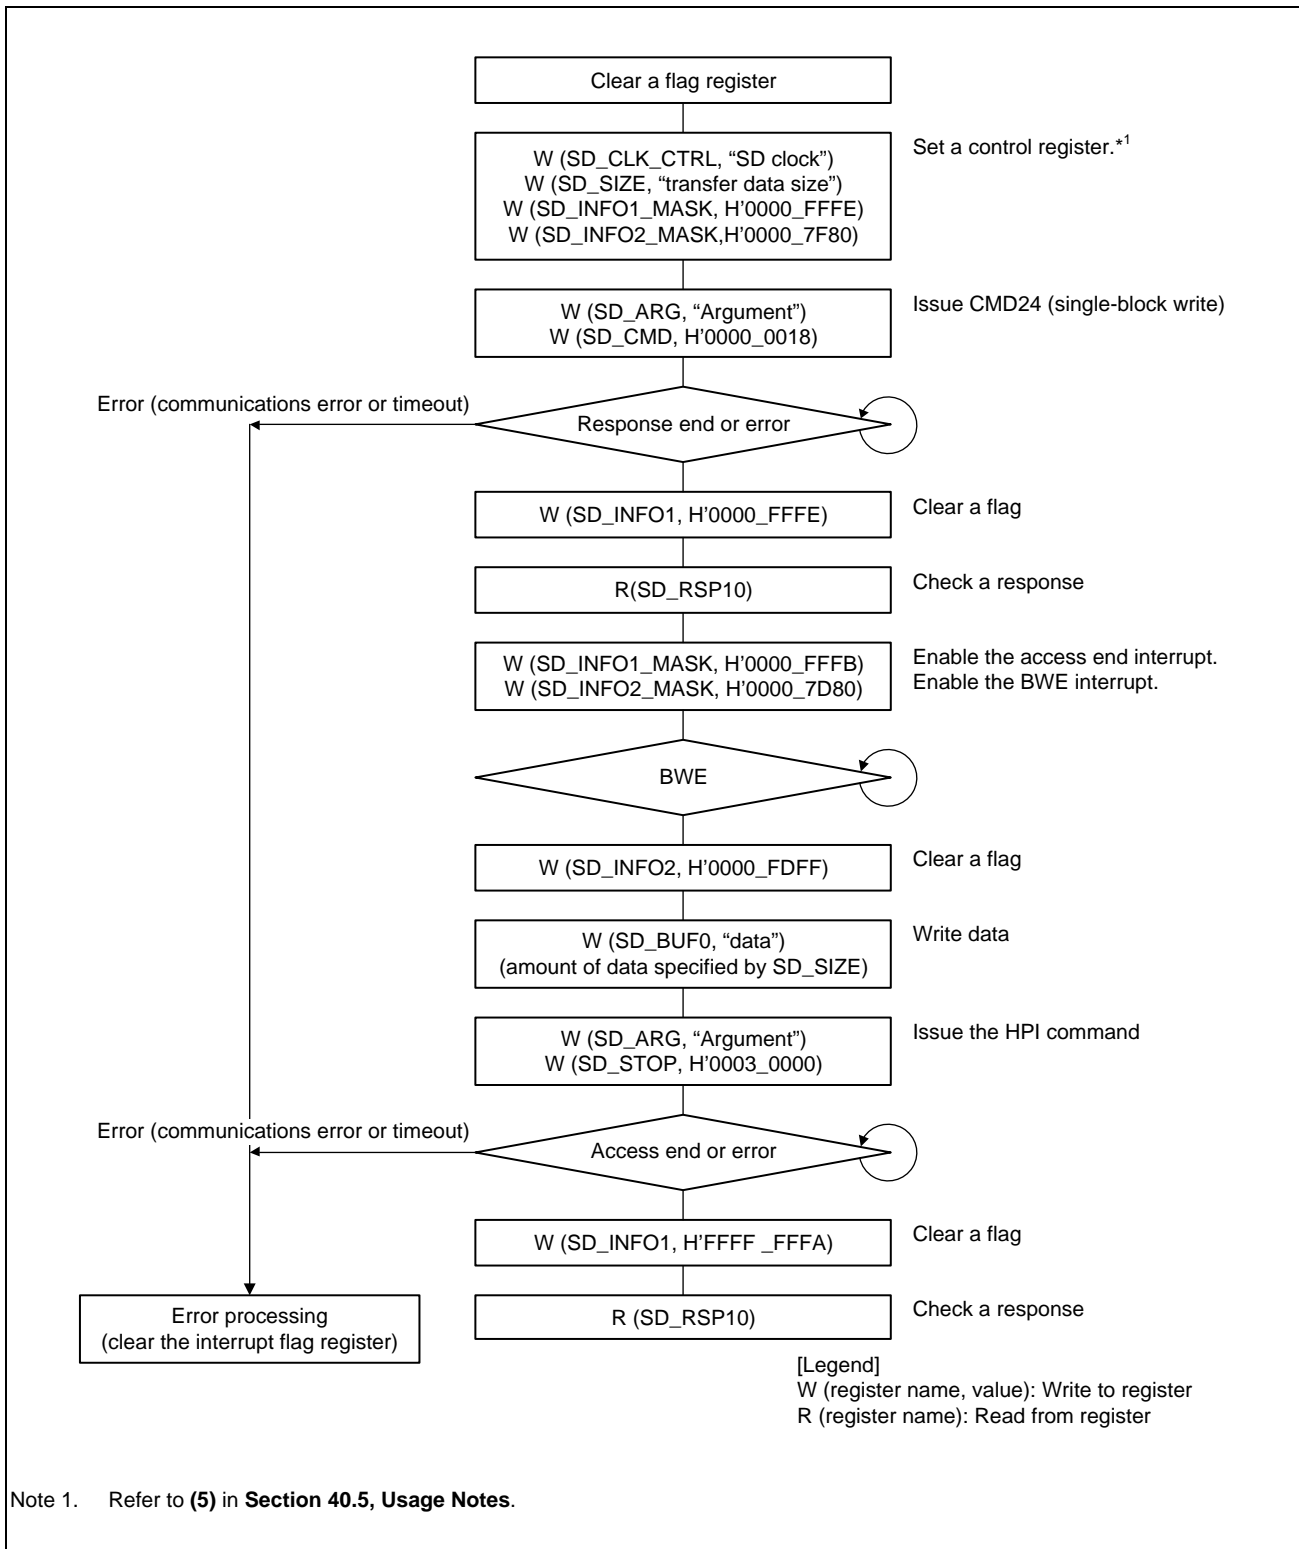 Clear a flag register
W (SD_CLK_CTRL, “SD clock”)
W (SD_SIZE, “transfer data size”)
W (SD_INFO1_MASK, H’0000_FFFE)
W (SD_INFO2_MASK,H’0000_7F80)
Set a control register.*1
W (SD_ARG, “Argument”)
W (SD_CMD, H’0000_0018)
Issue CMD24 (single-block write)
Error (communications error or timeout)
Response end or error
W (SD_INFO1, H’0000_FFFE)
Clear a flag
R(SD_RSP10)
Check a response
W (SD_INFO1_MASK, H’0000_FFFB)
W (SD_INFO2_MASK, H’0000_7D80)
Enable the access end interrupt.
Enable the BWE interrupt.
BWE
W (SD_INFO2, H’0000_FDFF)
Clear a flag
W (SD_BUF0, “data”)
(amount of data specified by SD_SIZE)
Write data
W (SD_ARG, “Argument”)
W (SD_STOP, H’0003_0000)
Issue the HPI command
Error (communications error or timeout)
Access end or error
W (SD_INFO1, H’FFFF _FFFA)
Clear a flag
Error processing
(clear the interrupt flag register)
R (SD_RSP10)
Check a response
[Legend]
W (register name, value): Write to register
R (register name): Read from register
Note 1. Refer to (5) in Section 40.5, Usage Notes.